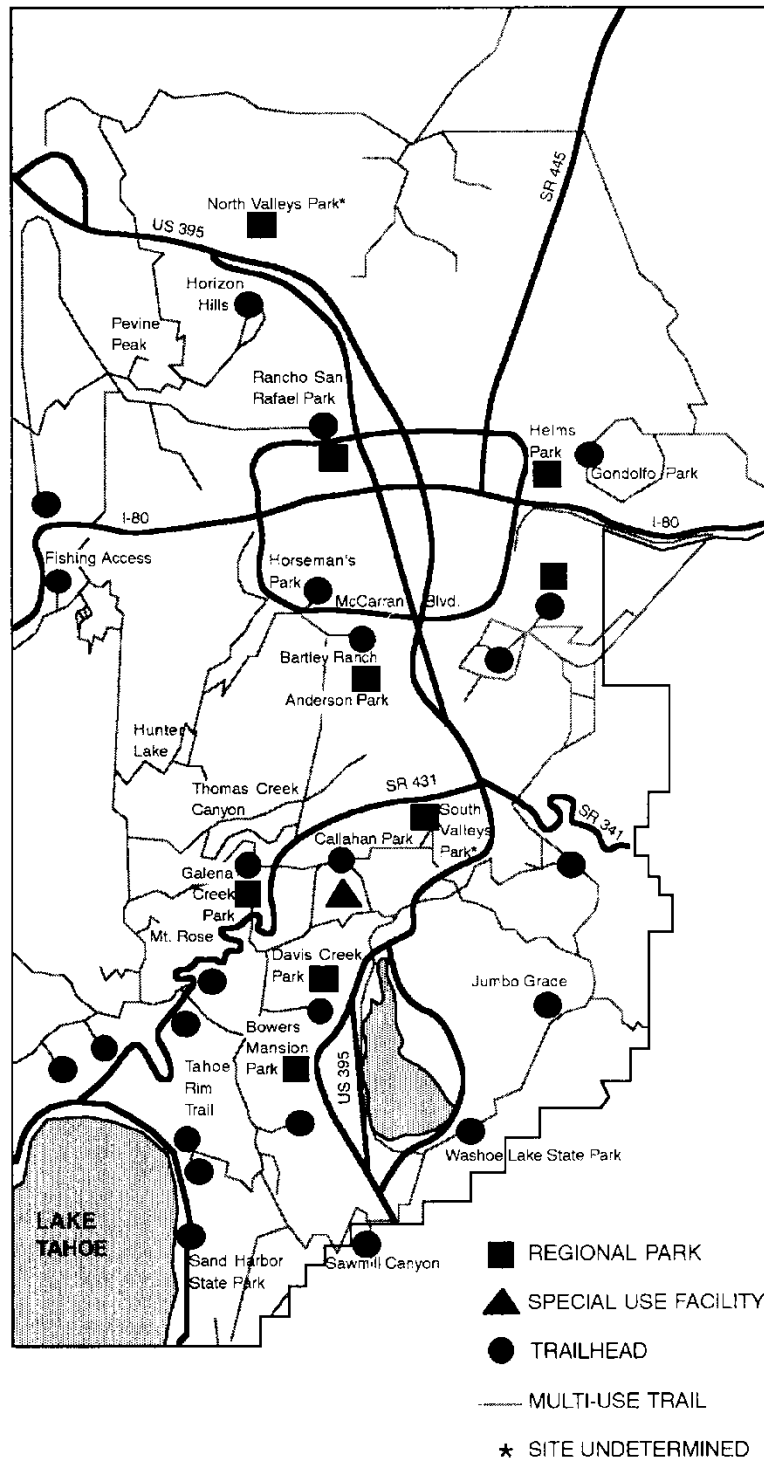 SR 445
North Valleys Park*
US 395
Horizon
Hills
Pevine
Peak
Rancho San
Rafael Park
Helms
Park
Gondolfo Park
I-80
I-80
Fishing Access
Horseman's
Park
McCarran Blvd.
Bartley Ranch
Anderson Park
Hunter
Lake
Thomas Creek
Canyon
SR 431
SR 341
South
Valleys
Park*
Callahan Park
Galena
Creek
Park
Mt. Rose
Davis Creek
Park
Jumbo Grade
Bowers
Mansion
Park
US 395
Tahoe
Rim
Trail
Washoe Lake State Park
LAKE
TAHOE
Sand Harbor
State Park
Sawmill Canyon
REGIONAL PARK
SPECIAL USE FACILITY
TRAILHEAD
MULTI-USE TRAIL
* SITE UNDETERMINED